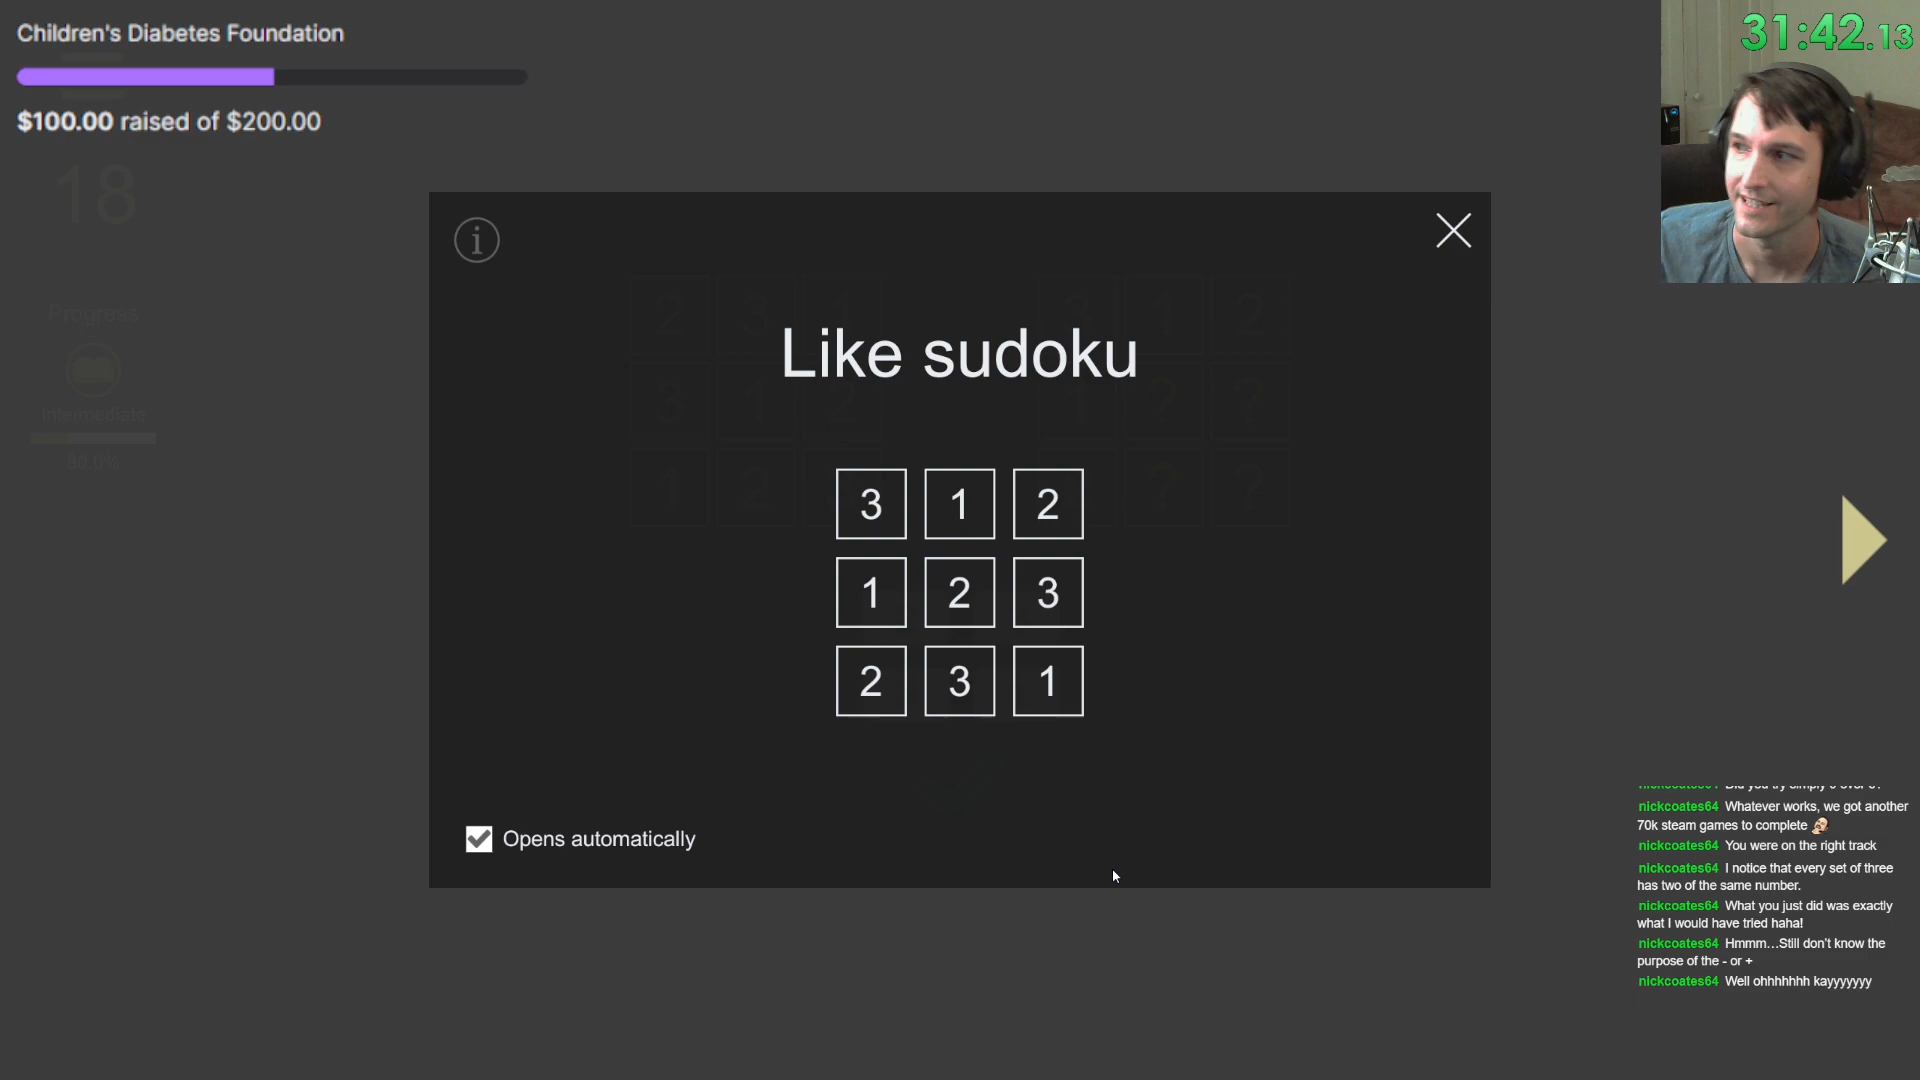 Children's Diabetes Foundation
$100.00 raised of $200.00
31:42.13
18
Progress
Intermediate
i
Like sudoku
3 1 2
1 2 3
2 3 1
Opens automatically
nickcoates64 Whatever works, we got another
70k steam games to complete
nickcoates64 You were on the right track
nickcoates64 I notice that every set of three
has two of the same number.
nickcoates64 What you just did was exactly
what I would have tried haha!
nickcoates64 Hmmm...Still don't know the
purpose of the - or +
nickcoates64 Well ohhhhhhh kayyyyyyy